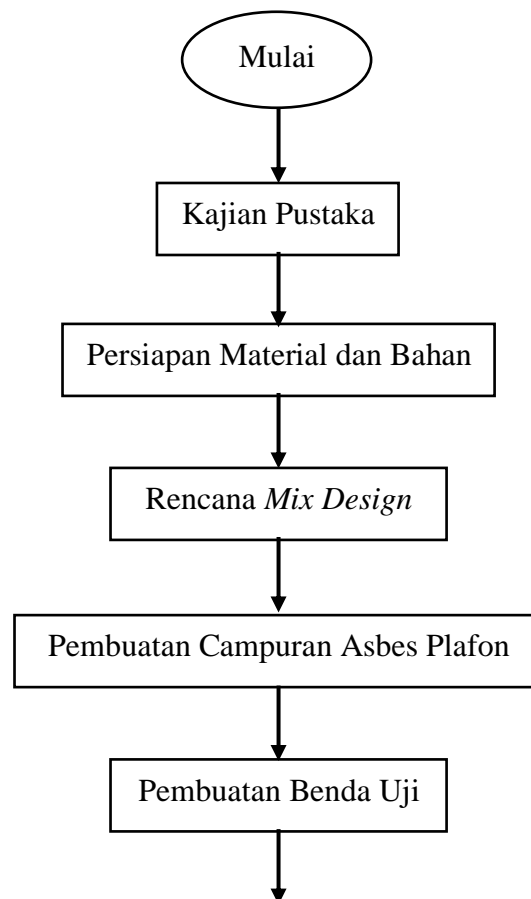 Mulai
Kajian Pustaka
Persiapan Material dan Bahan
Rencana Mix Design
Pembuatan Campuran Asbes Plafon
Pembuatan Benda Uji